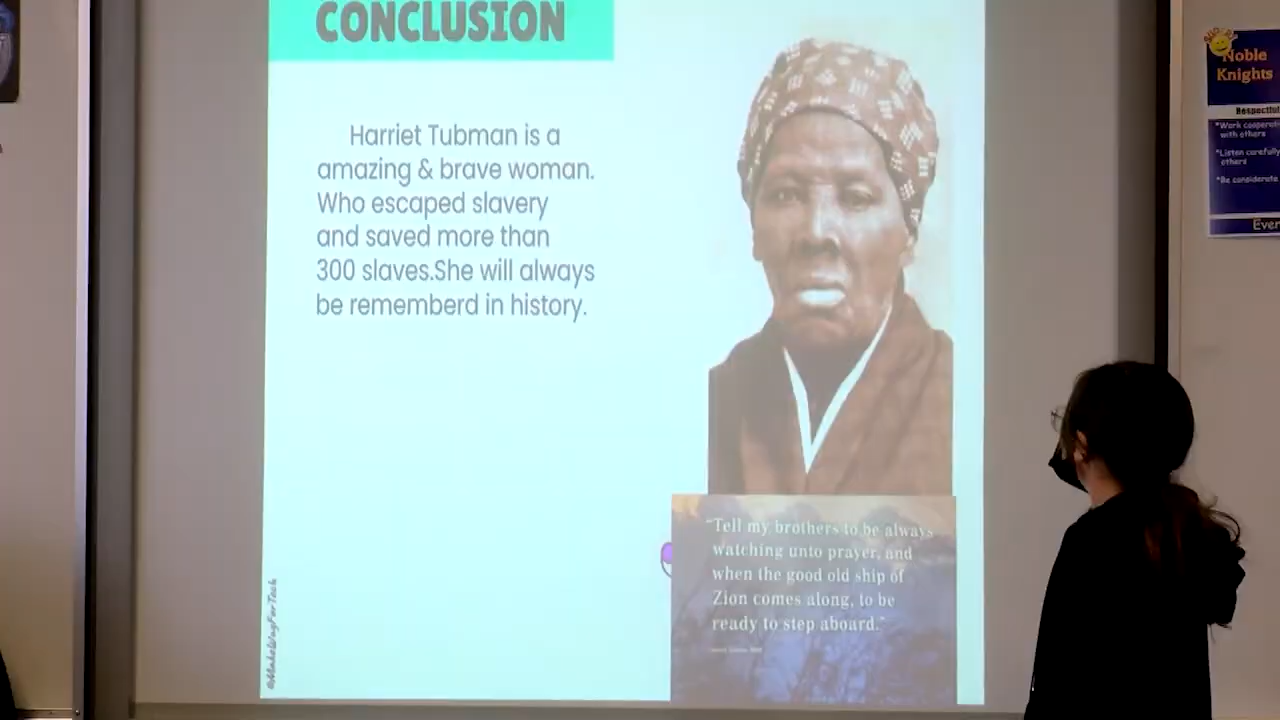 CONCLUSION
Harriet Tubman is a
amazing & brave woman.
Who escaped slavery
and saved more than
300 slaves.She will always
be rememberd in history.
"Tell my brothers to be always
watching unto prayer, and
when the good old ship of
Zion comes along, to be
ready to step aboard."
@MakeWayForTech
Noble
Knights
Respectful
*Work cooperati
with others
*Listen carefully
others
*Be considerate
Ever